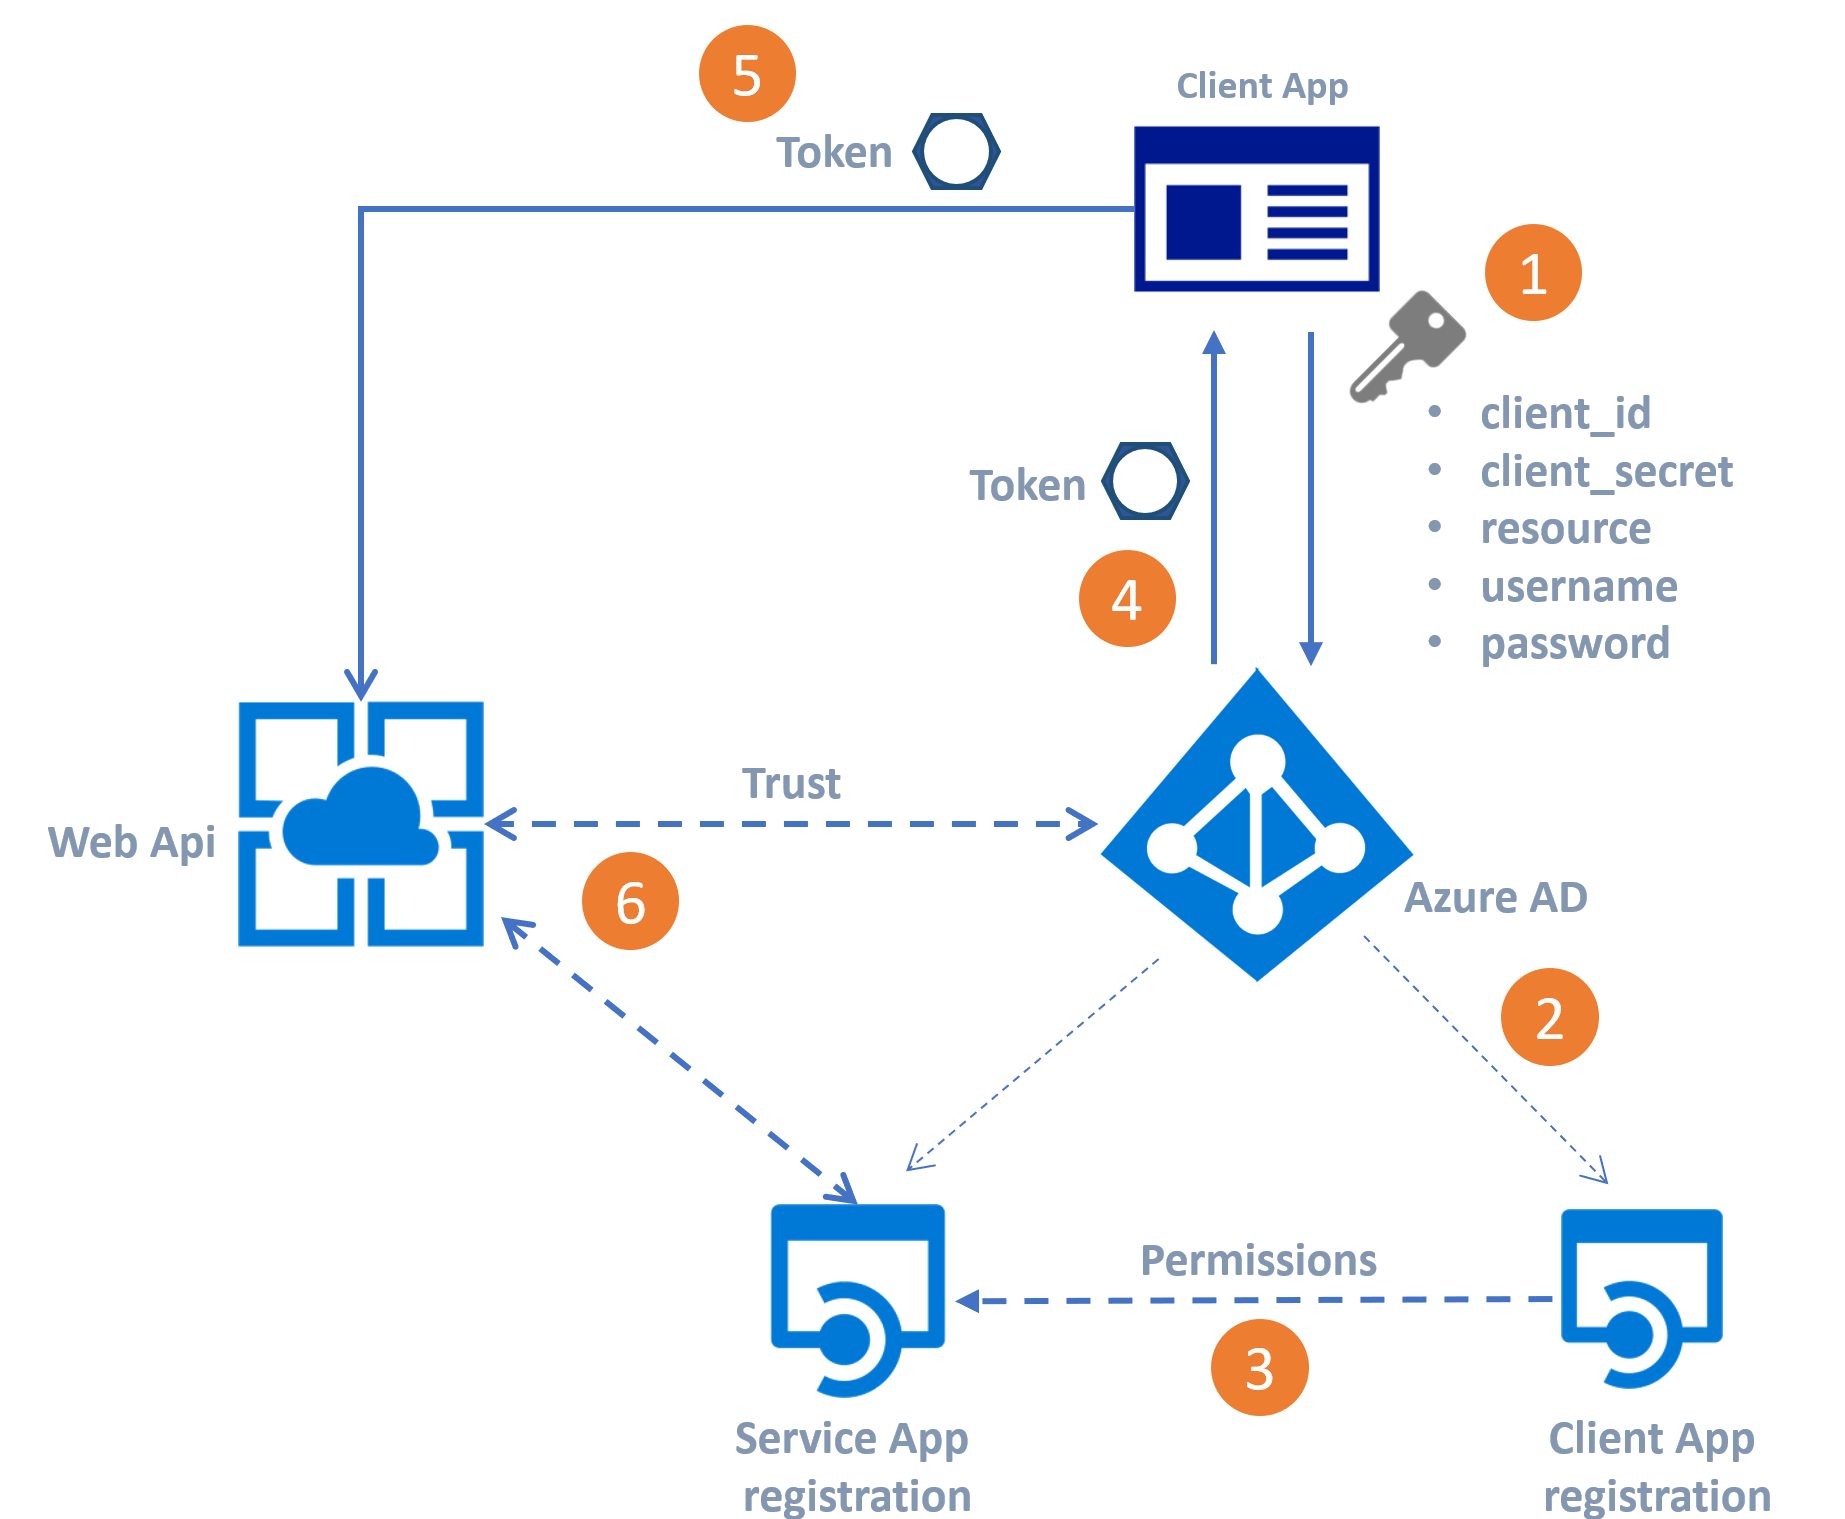 5
Client App
Token
1
• client_id
• client_secret
• resource
• username
• password
Token
4
Trust
Web Api
6
Azure AD
2
Permissions
3
Service App
registration
Client App
registration